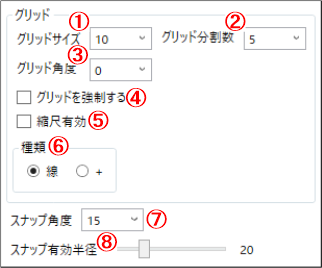 グリッド
① ②
グリッドサイズ 10 グリッド分割数 5
③
グリッド角度 0
グリッドを強制する ④
縮尺有効 ⑤
種類 ⑥
線 +
スナップ角度 15 ⑦
⑧
スナップ有効半径 20